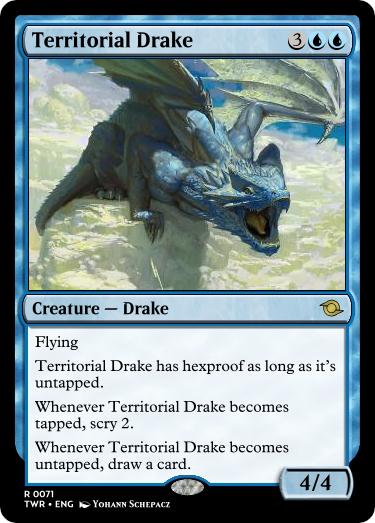 Territorial Drake 3
Creature — Drake
Flying
Territorial Drake has hexproof as long as it's
untapped.
Whenever Territorial Drake becomes
tapped, scry 2.
Whenever Territorial Drake becomes
untapped, draw a card.
4/4
R 0071
TWR • ENG Yohann Schepacz